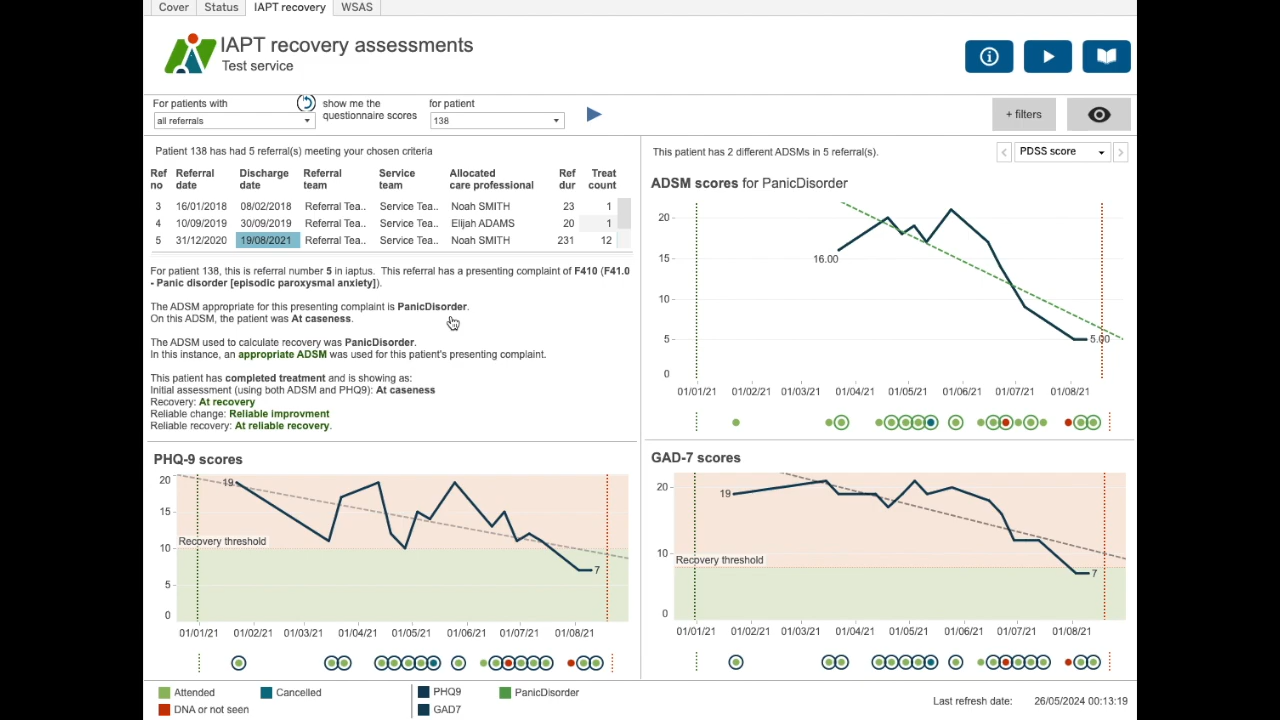 Cover Status IAPT recovery WSAS
IAPT recovery assessments
Test service
For patients with
all referrals
show me the
questionnaire scores
for patient
138
+ filters
Patient 138 has had 5 referral(s) meeting your chosen criteria
Ref no Referral date Discharge date Referral team Service team Allocated care professional Ref dur Treat count
3 16/01/2018 08/02/2018 Referral Tea.. Service Tea.. Noah SMITH 23 1
4 10/09/2019 30/09/2019 Referral Tea.. Service Tea.. Elijah ADAMS 20 1
5 31/12/2020 19/08/2021 Referral Tea.. Service Tea.. Noah SMITH 231 12
For patient 138, this is referral number 5 in iaptus. This referral has a presenting complaint of F410 (F41.0
- Panic disorder [episodic paroxysmal anxiety]).
The ADSM appropriate for this presenting complaint is PanicDisorder.
On this ADSM, the patient was At caseness.
The ADSM used to calculate recovery was PanicDisorder.
In this instance, an appropriate ADSM was used for this patient's presenting complaint.
This patient has completed treatment and is showing as:
Initial assessment (using both ADSM and PHQ9): At caseness
Recovery: At recovery
Reliable change: Reliable improvment
Reliable recovery: At reliable recovery.
This patient has 2 different ADSMs in 5 referral(s).
< PDSS score >
ADSM scores for PanicDisorder
20
15
10
5
0
16.00
5.00
01/01/21 01/02/21 01/03/21 01/04/21 01/05/21 01/06/21 01/07/21 01/08/21
PHQ-9 scores
20
15
10
5
0
19
Recovery threshold
7
01/01/21 01/02/21 01/03/21 01/04/21 01/05/21 01/06/21 01/07/21 01/08/21
GAD-7 scores
20
10
0
19
Recovery threshold
7
01/01/21 01/02/21 01/03/21 01/04/21 01/05/21 01/06/21 01/07/21 01/08/21
Attended Cancelled
DNA or not seen
PHQ9 PanicDisorder
GAD7
Last refresh date: 26/05/2024 00:13:19